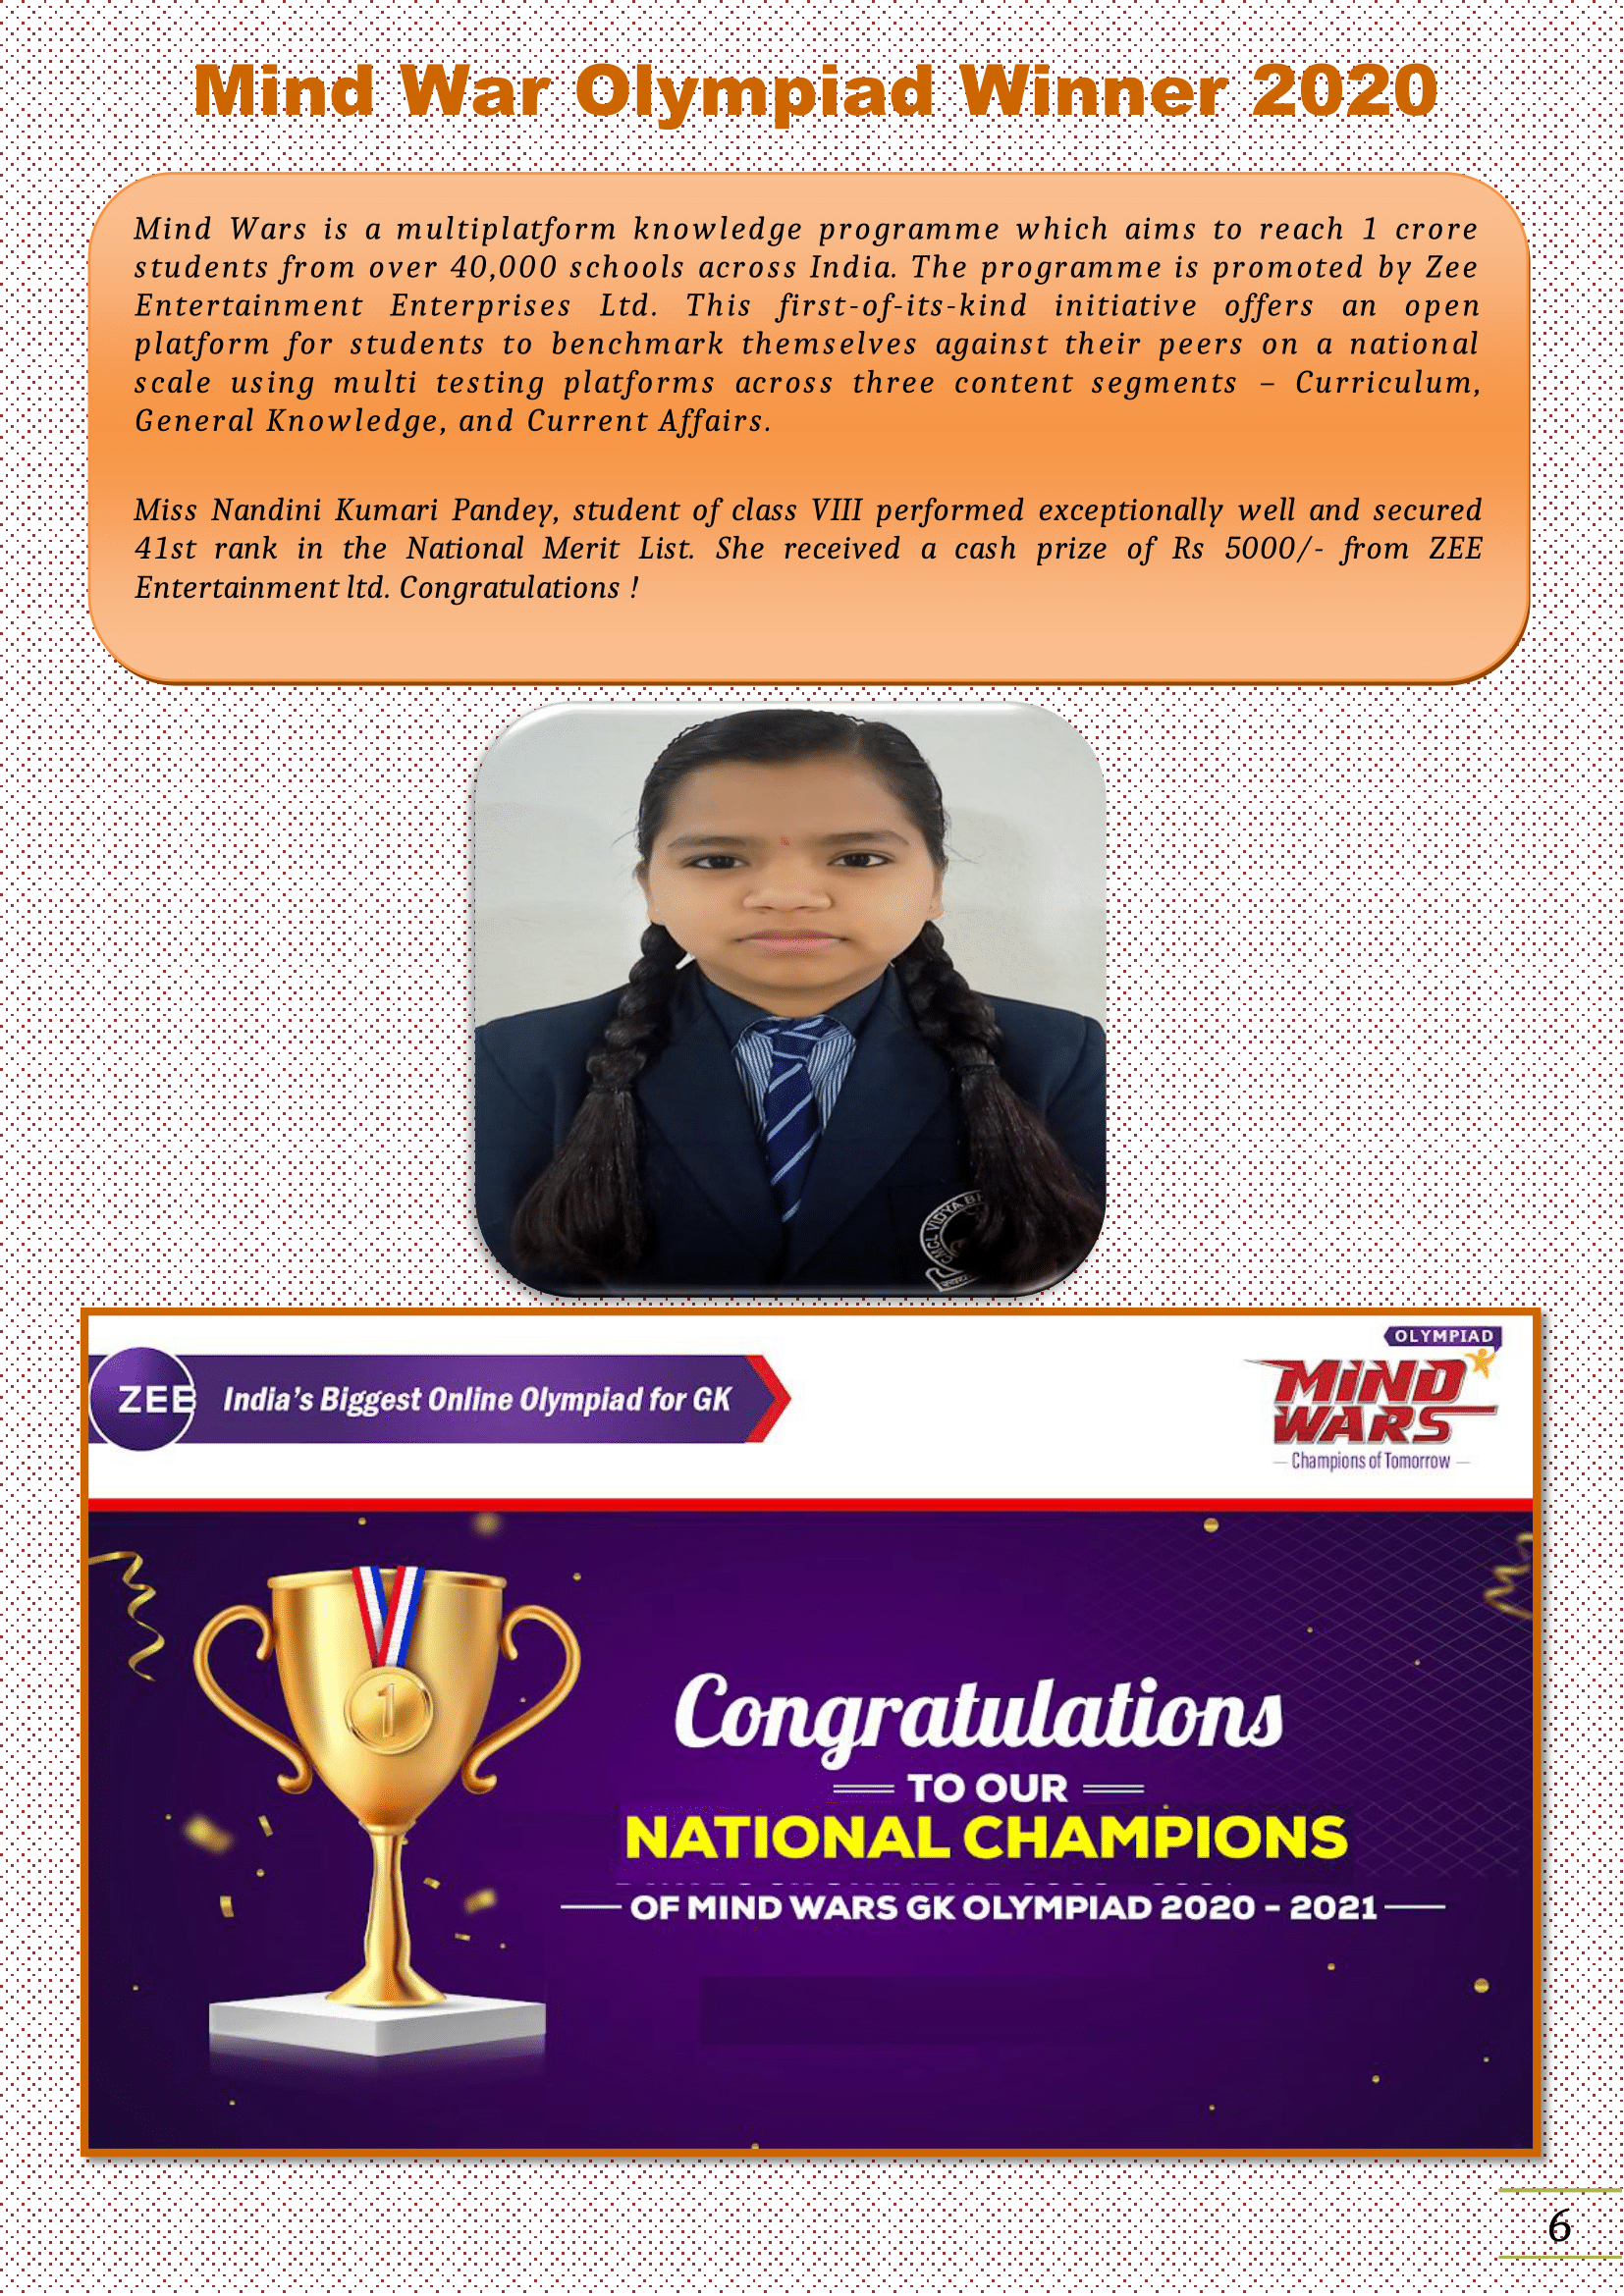 Mind War Olympiad Winner 2020
Mind Wars is a multiplatform knowledge programme which aims to reach 1 crore
students from over 40,000 schools across India. The programme is promoted by Zee
Entertainment Enterprises Ltd. This first-of-its-kind initiative offers an open
platform for students to benchmark themselves against their peers on a national
scale using multi testing platforms across three content segments – Curriculum,
General Knowledge, and Current Affairs.
Miss Nandini Kumari Pandey, student of class VIII performed exceptionally well and secured
41st rank in the National Merit List. She received a cash prize of Rs 5000/- from ZEE
Entertainment ltd. Congratulations !
CMCL VIDYA
OLYMPIAD
ZEE India's Biggest Online Olympiad for GK
MIND
WARS
Champions of Tomorrow
1
Congratulations
TO OUR
NATIONAL CHAMPIONS
OF MIND WARS GK OLYMPIAD 2020 - 2021
6